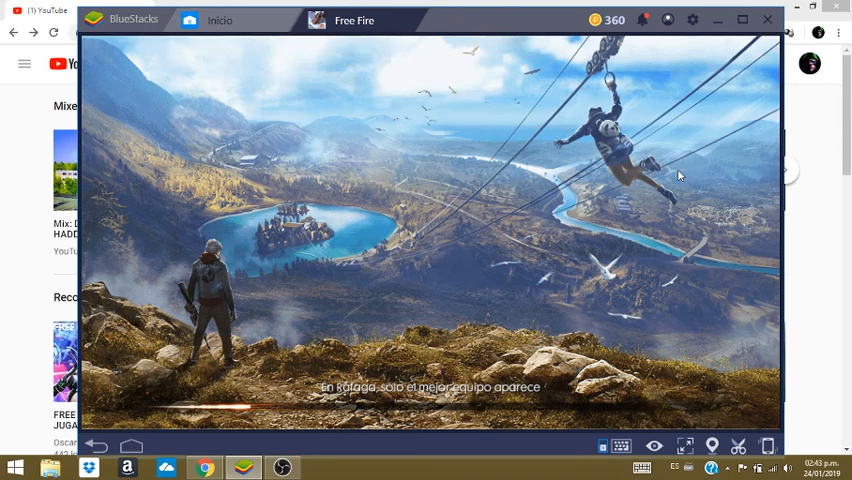 (1) YouTube
BlueStacks
Inicio
Free Fire
360
Mixe
Mix: D
HADD
YouTu
Reco
FREE F
JUGA
Oscar
En Ráfaga, solo el mejor equipo aparece
ES
02:43 p.m.
24/01/2019